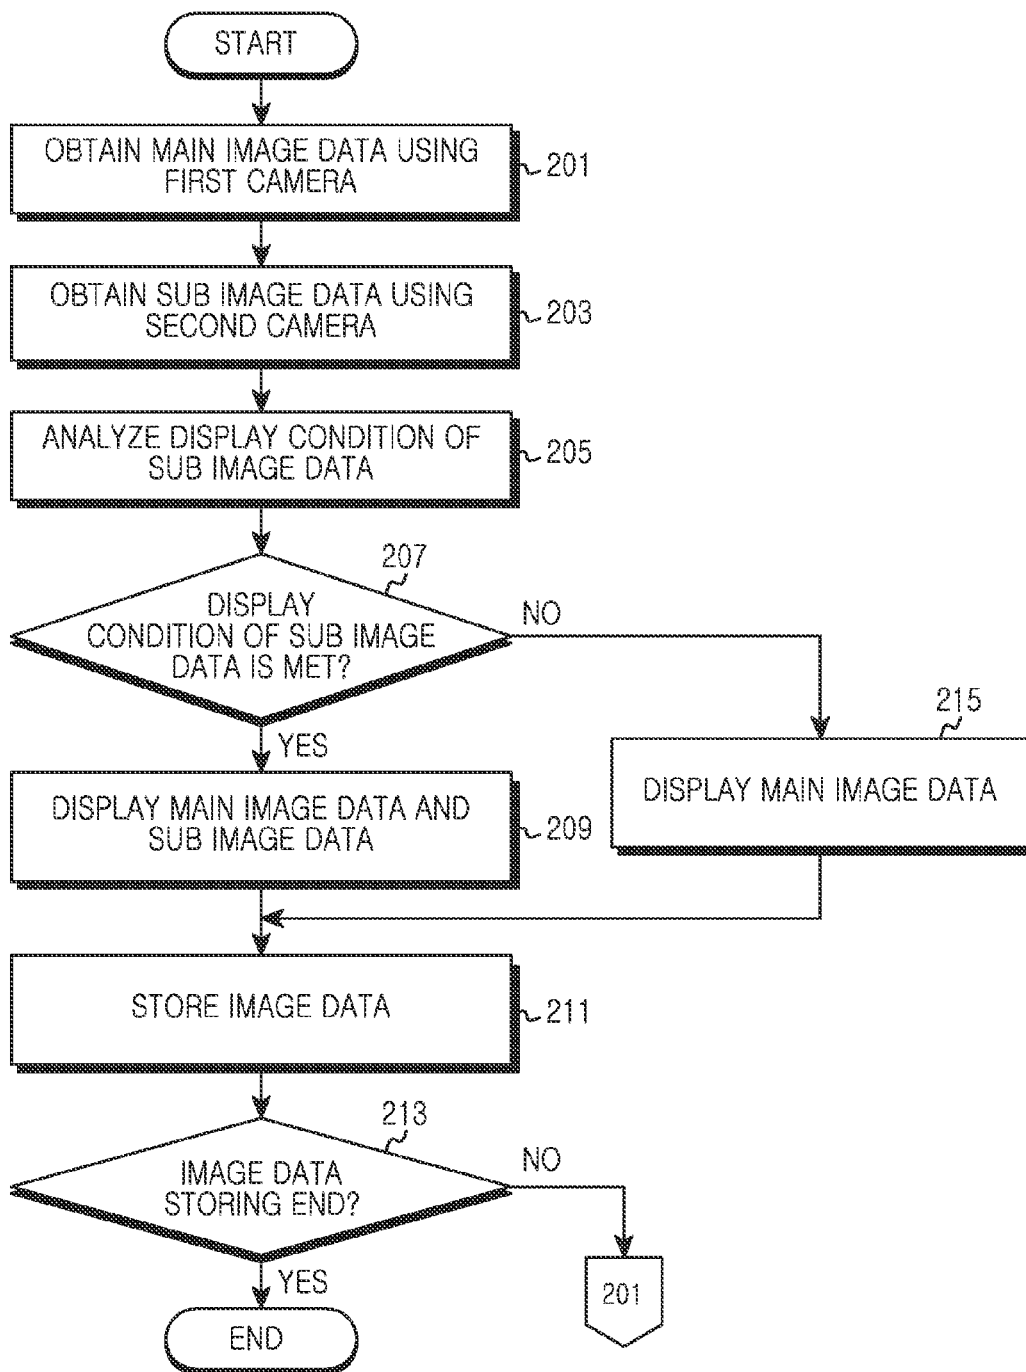 START
OBTAIN MAIN IMAGE DATA USING
FIRST CAMERA
201
OBTAIN SUB IMAGE DATA USING
SECOND CAMERA
203
ANALYZE DISPLAY CONDITION OF
SUB IMAGE DATA
205
207
DISPLAY
CONDITION OF SUB IMAGE
DATA IS MET?
NO
YES
215
DISPLAY MAIN IMAGE DATA
DISPLAY MAIN IMAGE DATA AND
SUB IMAGE DATA
209
STORE IMAGE DATA
211
213
IMAGE DATA
STORING END?
NO
YES
201
END